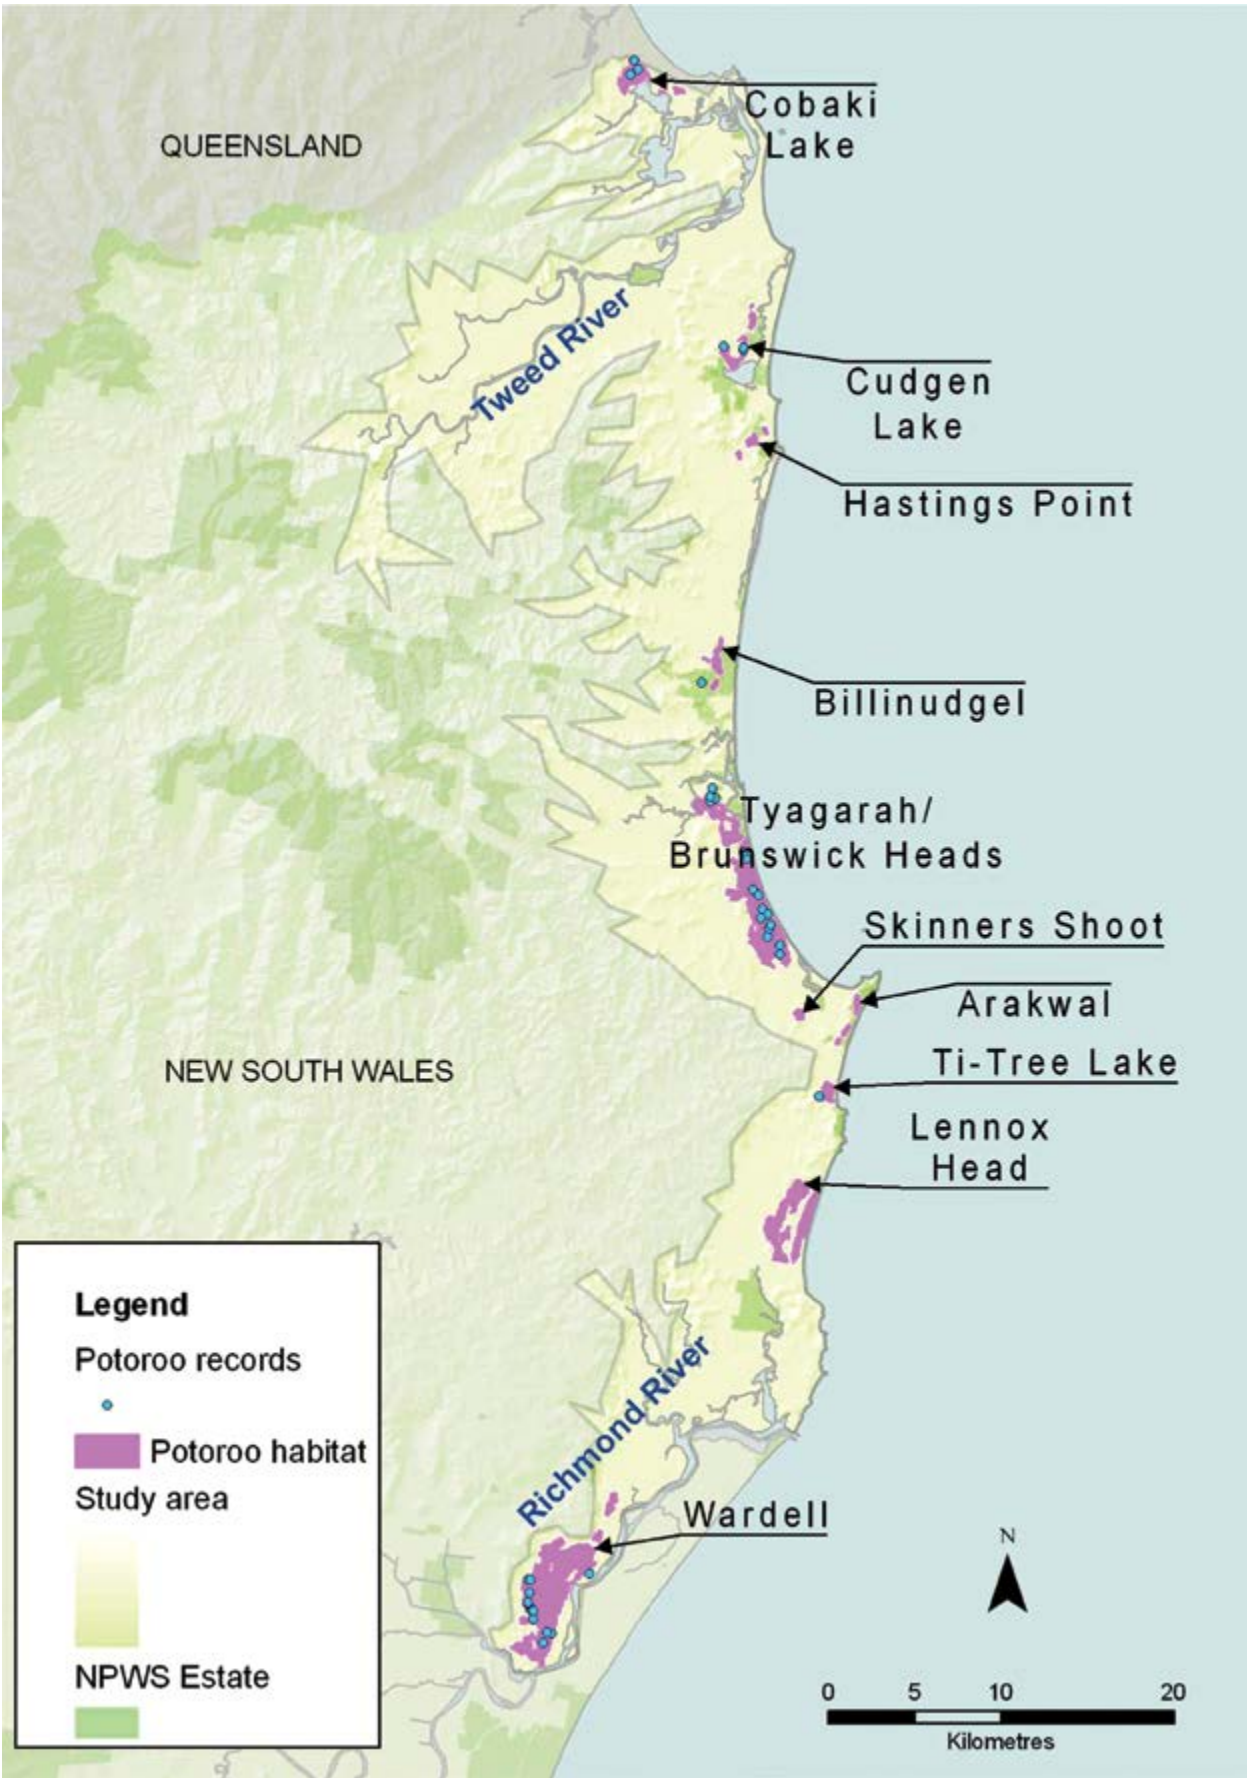 QUEENSLAND
Cobaki
Lake
Tweed River
Cudgen
Lake
Hastings Point
Billinudgel
Tyagarah/
Brunswick Heads
Skinners Shoot
Arakwal
NEW SOUTH WALES
Ti-Tree Lake
Lennox
Head
Richmond River
Wardell
Legend
Potoroo records
Potoroo habitat
Study area
NPWS Estate
N
0 5 10 20
Kilometres